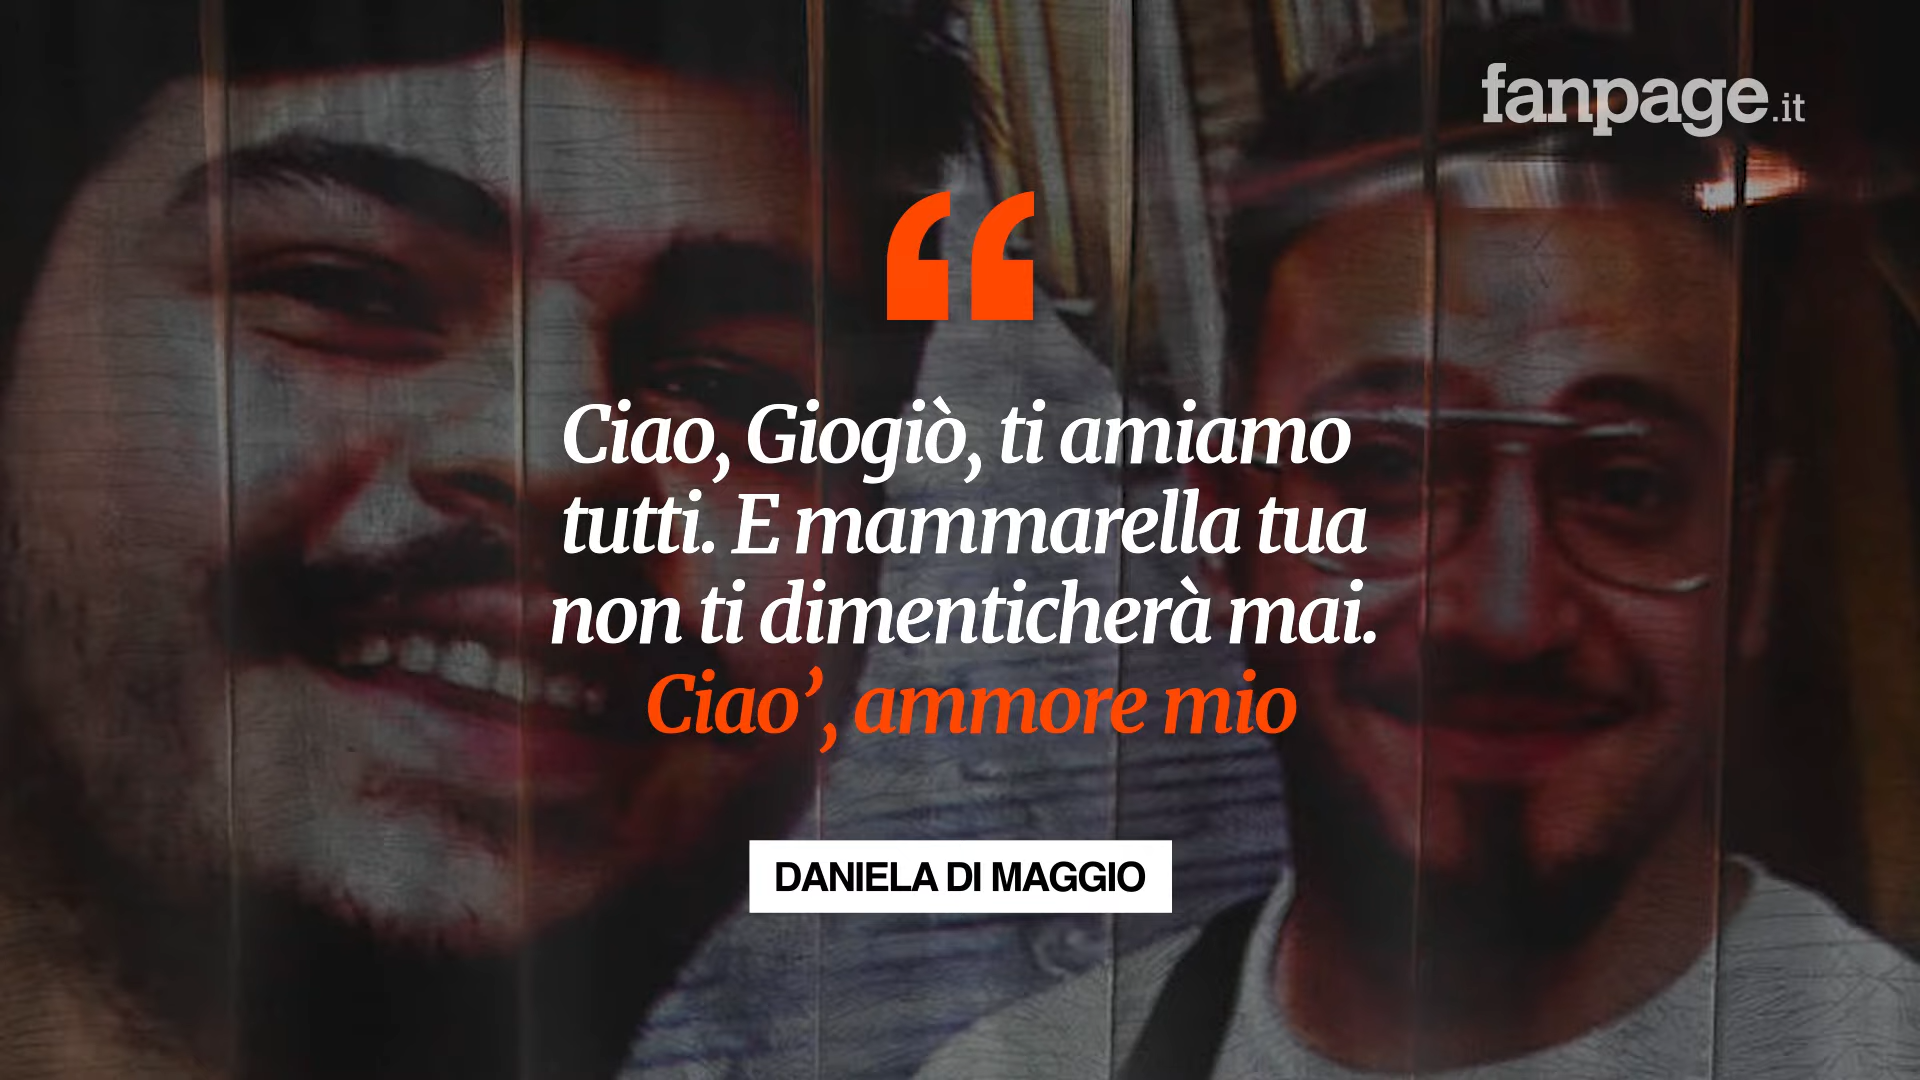 fanpage.it
“
Ciao, Giogiò, ti amiamo
tutti. E mammarella tua
non ti dimenticherà mai.
Ciao’, ammore mio
DANIELA DI MAGGIO